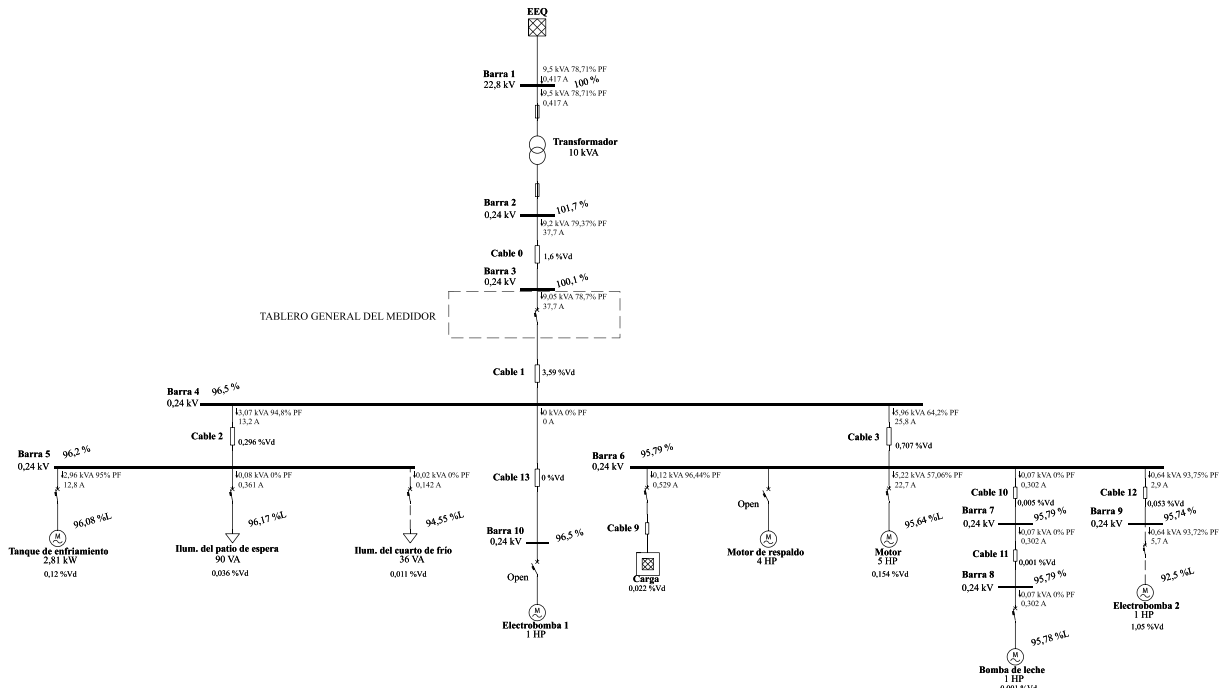 EEQ
9,5 kVA 78,71% PF
0,417 A
Barra 1
22,8 kV
100 %
9,5 kVA 78,71% PF
0,417 A
Transformador
10 kVA
Barra 2
0,24 kV
101,7 %
9,2 kVA 79,37% PF
37,7 A
Cable 0
1,6 %Vd
Barra 3
0,24 kV
100,1 %
9,05 kVA 78,7% PF
37,7 A
TABLERO GENERAL DEL MEDIDOR
Cable 1
3,59 %Vd
Barra 4
0,24 kV
96,5 %
3,07 kVA 94,8% PF
13,2 A
0 kVA 0% PF
0 A
5,96 kVA 64,2% PF
25,8 A
Cable 2
0,296 %Vd
Cable 3
0,707 %Vd
Barra 5
0,24 kV
96,2 %
2,96 kVA 95% PF
12,8 A
0,08 kVA 0% PF
0,361 A
0,02 kVA 0% PF
0,142 A
96,08 %L
Tanque de enfriamiento
2,81 kW
0,12 %Vd
96,17 %L
Ilum. del patio de espera
90 VA
0,036 %Vd
94,55 %L
Ilum. del cuarto de frío
36 VA
0,011 %Vd
Cable 13
0 %Vd
Barra 10
96,5 %
0,24 kV
Open
Electrobomba 1
1 HP
Barra 6
0,24 kV
95,79 %
0,12 kVA 96,44% PF
0,529 A
5,22 kVA 57,06% PF
22,7 A
0,07 kVA 0% PF
0,302 A
0,64 kVA 93,75% PF
2,9 A
Cable 9
Carga
0,022 %Vd
Open
Motor de respaldo
4 HP
95,64 %L
Motor
5 HP
0,154 %Vd
Cable 10
0,005 %Vd
Barra 7
0,24 kV
95,79 %
0,07 kVA 0% PF
0,302 A
Cable 11
0,001 %Vd
Barra 8
0,24 kV
95,79 %
0,07 kVA 0% PF
0,302 A
95,78 %L
Bomba de leche
1 HP
0,001 %Vd
Cable 12
0,053 %Vd
Barra 9
0,24 kV
95,74 %
0,64 kVA 93,72% PF
5,7 A
92,5 %L
Electrobomba 2
1 HP
1,05 %Vd